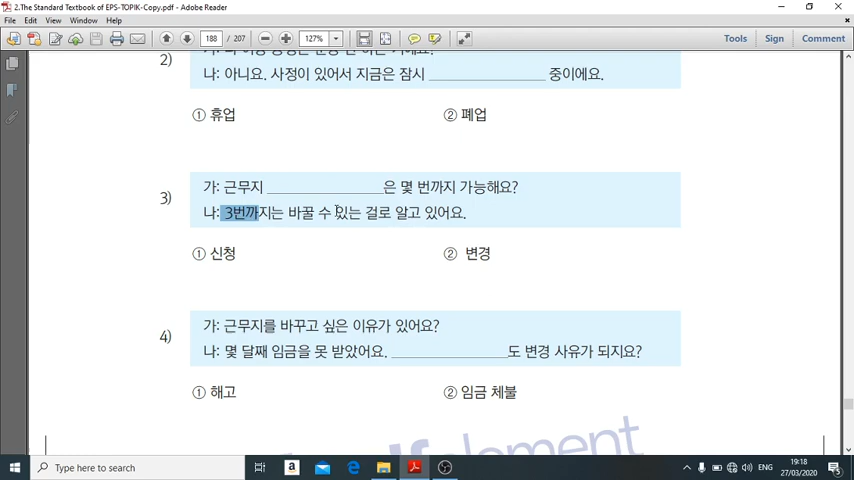 2.The Standard Textbook of EPS-TOPIK-Copy.pdf - Adobe Reader
File Edit View Window Help
188 / 207 127% Tools Sign Comment
2)
나: 아니요. 사정이 있어서 지금은 잠시 ________________ 중이에요.
① 휴업 ② 폐업
3)
가: 근무지 ________________은 몇 번까지 가능해요?
나: 3번까지는 바꿀 수 있는 걸로 알고 있어요.
① 신청 ② 변경
4)
가: 근무지를 바꾸고 싶은 이유가 있어요?
나: 몇 달째 임금을 못 받았어요. ________________도 변경 사유가 되지요?
① 해고 ② 임금 체불
element
Type here to search
ENG
19:18
27/03/2020